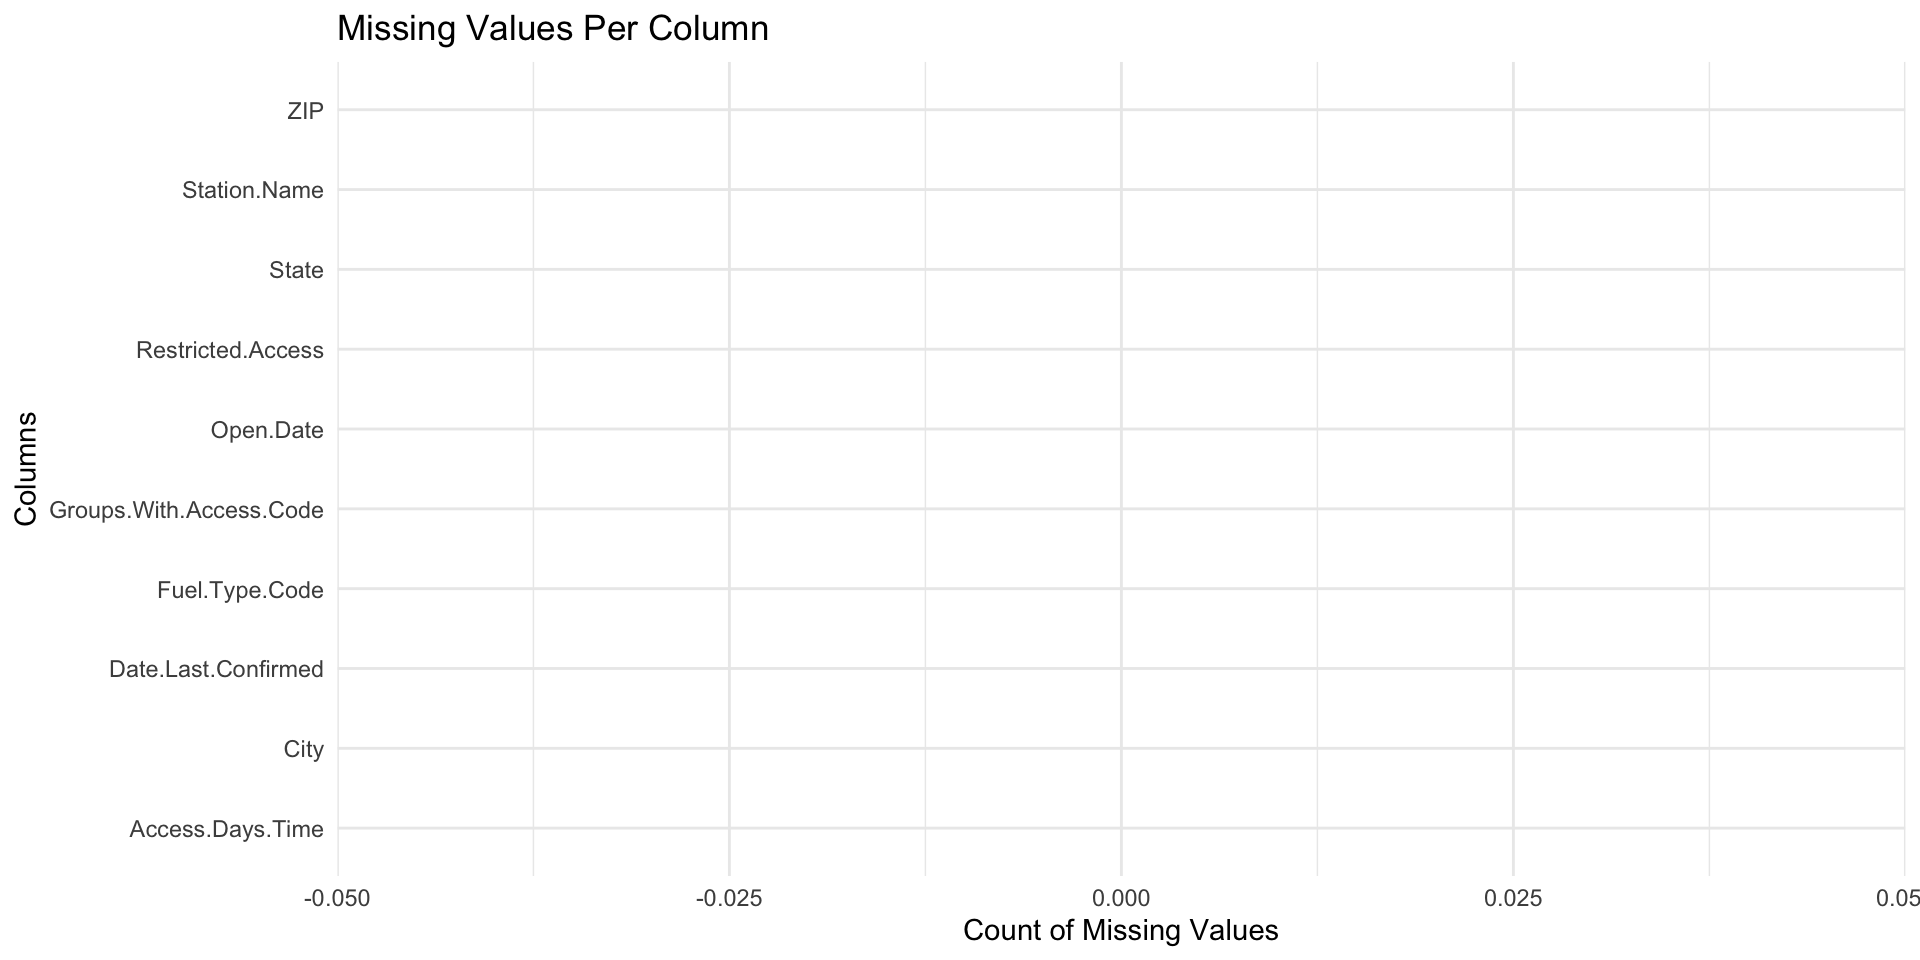 Missing Values Per Column
ZIP
Station.Name
State
Restricted.Access
Open.Date
Groups.With.Access.Code
Fuel.Type.Code
Date.Last.Confirmed
City
Access.Days.Time
Columns
-0.050 -0.025 0.000 0.025 0.05
Count of Missing Values